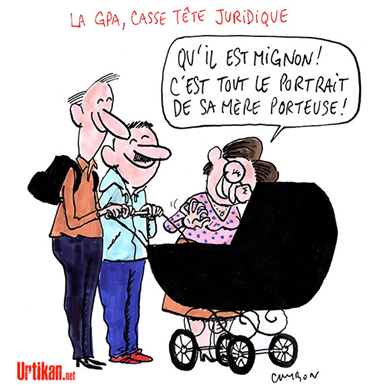 LA GPA, CASSE TÊTE JURIDIQUE
QU'IL EST MIGNON!
C'EST TOUT LE PORTRAIT
DE SA MÈRE PORTEUSE!
Urtikan.net
CAMBON